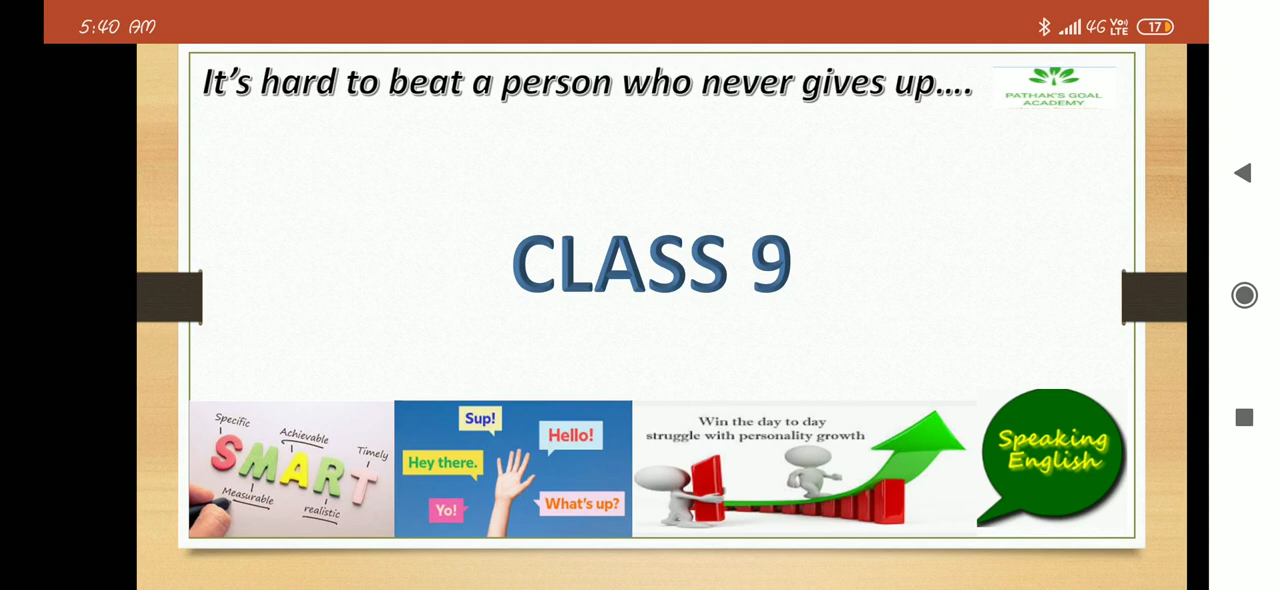 5:40 AM
4G Vo)) LTE 17
It's hard to beat a person who never gives up....
PATHAK'S GOAL
ACADEMY
CLASS 9
Specific
Achievable
Timely
SMART
Measurable
realistic
Sup!
Hello!
Hey there.
Yo!
What's up?
Win the day to day
struggle with personality growth
Speaking
English